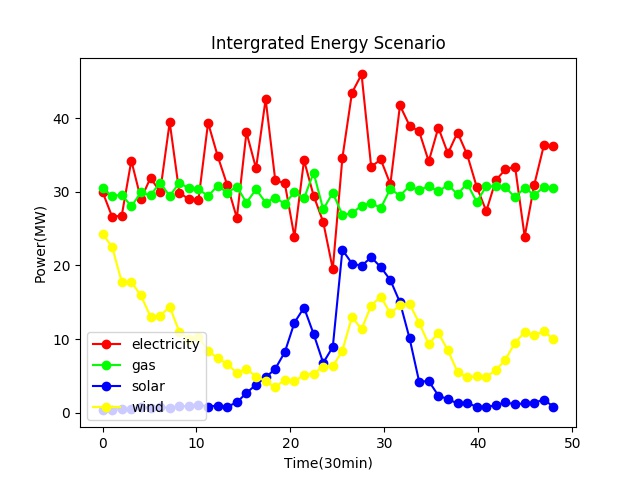 Intergrated Energy Scenario
Power(MW)
40
30
20
10
0
electricity
gas
solar
wind
0 10 20 30 40 50
Time(30min)